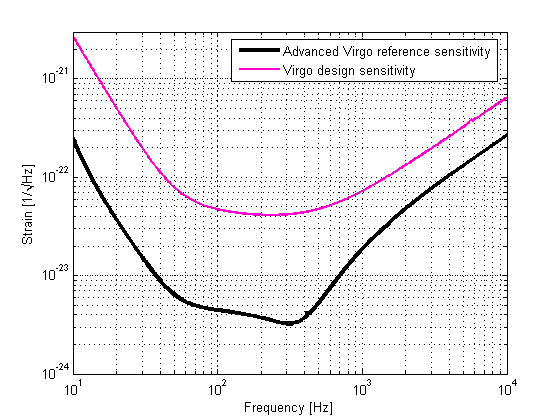 Advanced Virgo reference sensitivity
Virgo design sensitivity
10^-21
10^-22
10^-23
10^-24
Strain [1/√Hz]
10^1 10^2 10^3 10^4
Frequency [Hz]